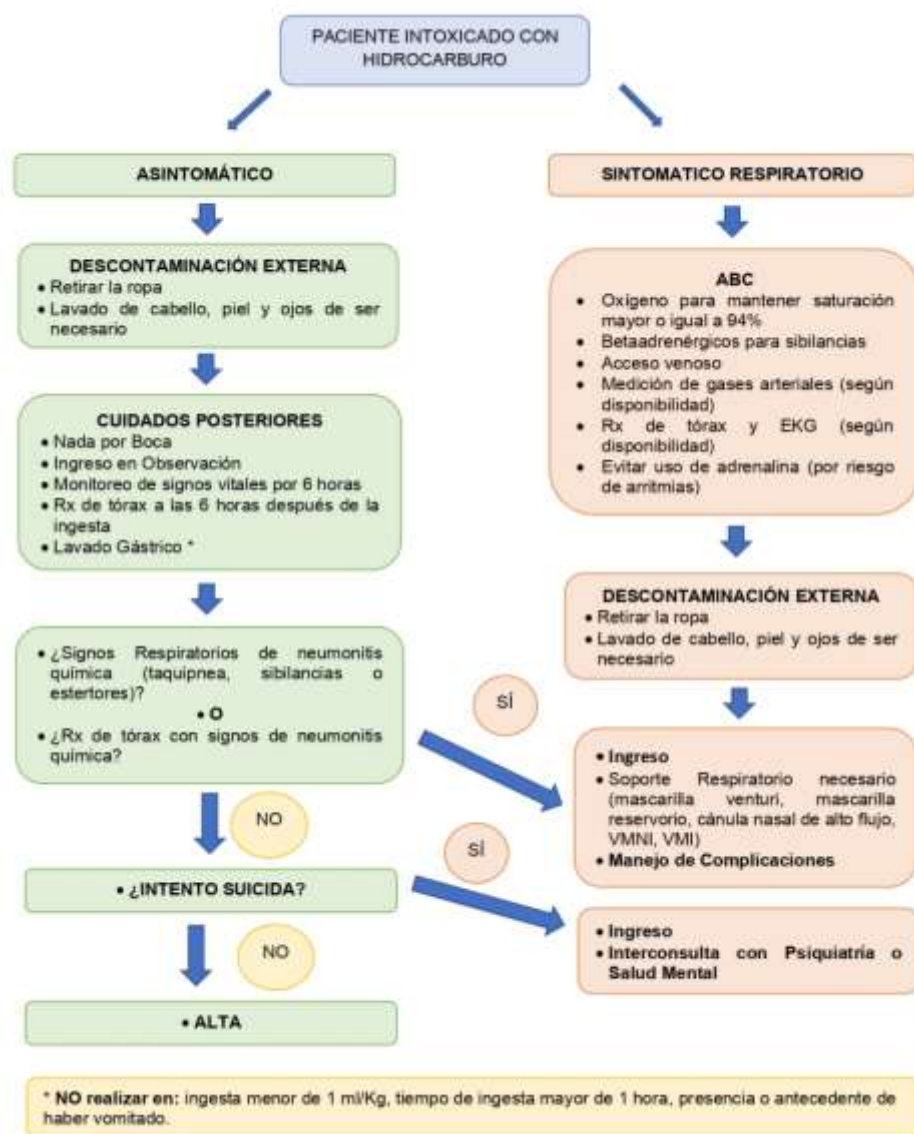 PACIENTE INTOXICADO CON
HIDROCARBURO
ASINTOMÁTICO
DESCONTAMINACIÓN EXTERNA
• Retirar la ropa
• Lavado de cabello, piel y ojos de ser
necesario
CUIDADOS POSTERIORES
• Nada por Boca
• Ingreso en Observación
• Monitoreo de signos vitales por 6 horas
• Rx de tórax a las 6 horas después de la
ingesta
• Lavado Gástrico *
• ¿Signos Respiratorios de neumonitis
química (taquipnea, sibilancias o
estertores)?
• O
• ¿Rx de tórax con signos de neumonitis
química?
NO
SÍ
• ¿INTENTO SUICIDA?
NO
SÍ
• ALTA
SINTOMATICO RESPIRATORIO
ABC
• Oxígeno para mantener saturación
mayor o igual a 94%
• Betaadrenérgicos para sibilancias
• Acceso venoso
• Medición de gases arteriales (según
disponibilidad)
• Rx de tórax y EKG (según
disponibilidad)
• Evitar uso de adrenalina (por riesgo
de arritmias)
DESCONTAMINACIÓN EXTERNA
• Retirar la ropa
• Lavado de cabello, piel y ojos de ser
necesario
• Ingreso
• Soporte Respiratorio necesario
(mascarilla venturi, mascarilla
reservorio, cánula nasal de alto flujo,
VMNI, VMI)
• Manejo de Complicaciones
• Ingreso
• Interconsulta con Psiquiatría o
Salud Mental
* NO realizar en: ingesta menor de 1 ml/Kg, tiempo de ingesta mayor de 1 hora, presencia o antecedente de
haber vomitado.